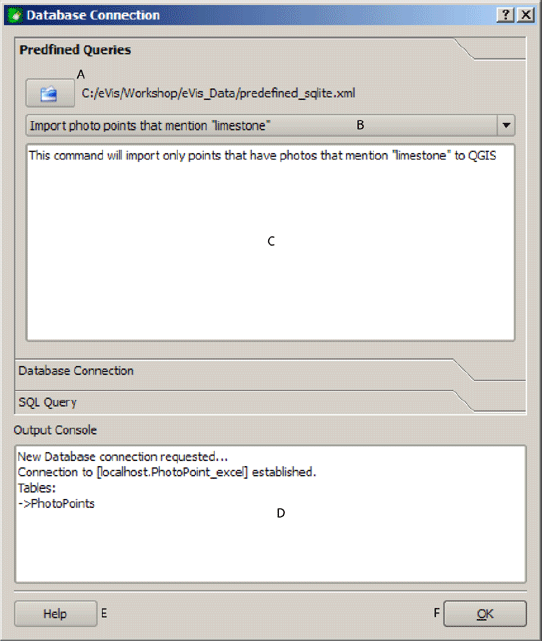 Database Connection
Predfined Queries
A
C:/eVis/Workshop/eVis_Data/predefined_sqlite.xml
Import photo points that mention "limestone" B
This command will import only points that have photos that mention "limestone" to QGIS
C
Database Connection
SQL Query
Output Console
New Database connection requested...
Connection to [localhost.PhotoPoint_excel] established.
Tables:
->PhotoPoints
D
Help E F OK